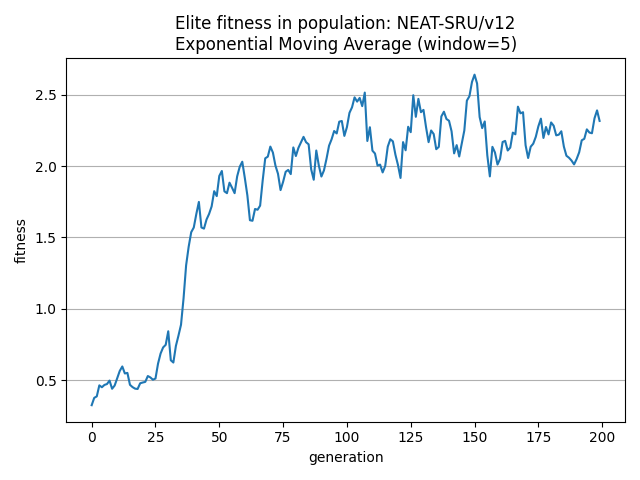 Elite fitness in population: NEAT-SRU/v12
Exponential Moving Average (window=5)
fitness
2.5
2.0
1.5
1.0
0.5
0 25 50 75 100 125 150 175 200
generation